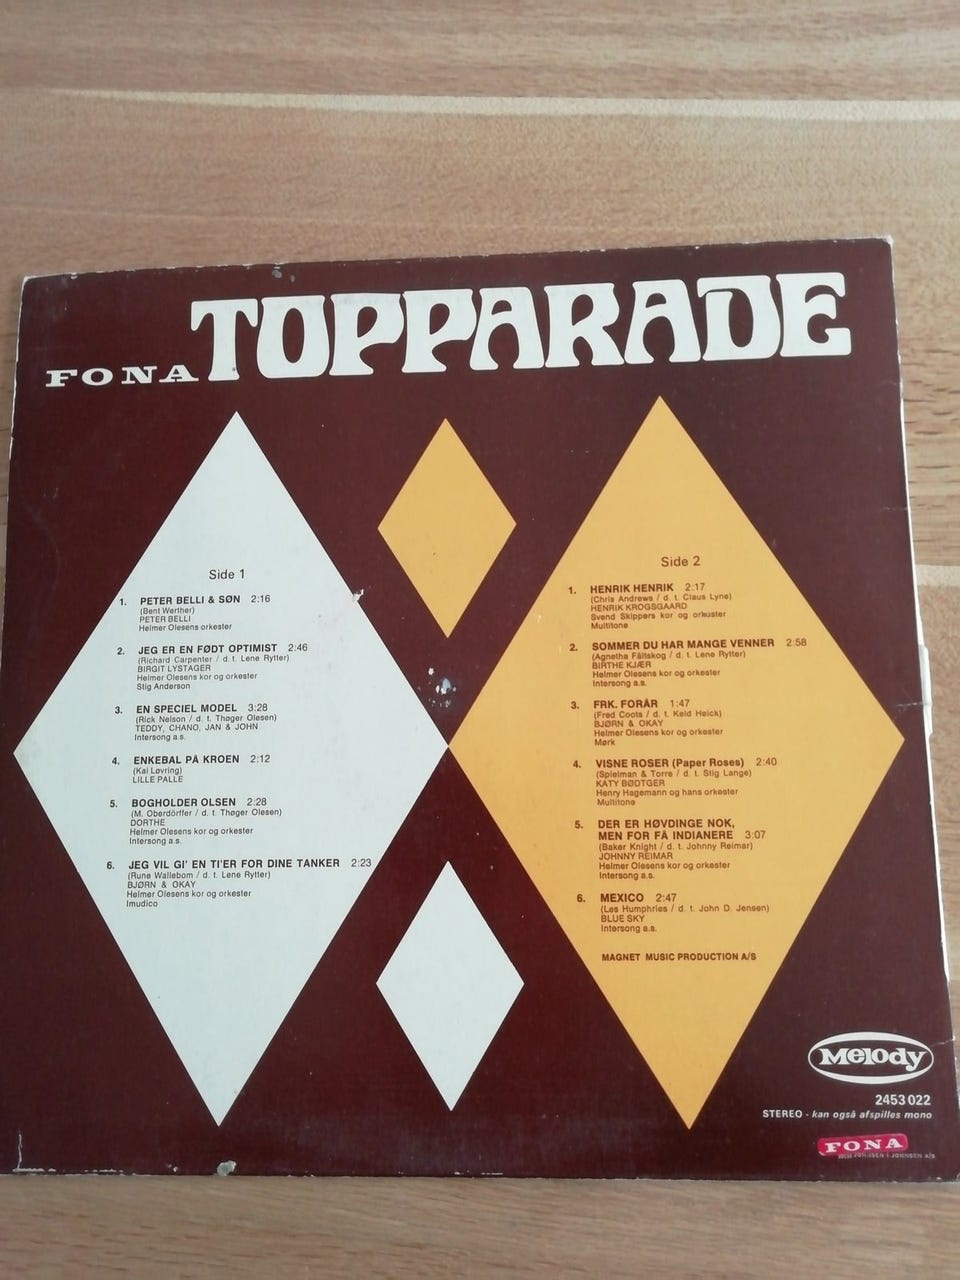 FONA TOPPARADE
Side 1
1. PETER BELLI & SØN 2:16
(Bent Werther)
PETER BELLI
Helmer Olesens orkester
2. JEG ER EN FØDT OPTIMIST 2:46
(Richard Carpenter / d. t. Lene Rytter)
BIRGIT LYSTAGER
Helmer Olesens kor og orkester
Stig Anderson
3. EN SPECIEL MODEL 3:28
(Rick Nelson / d. t. Thøger Olesen)
TEDDY, CHANO, JAN & JOHN
Intersong a.s.
4. ENKEBAL PÅ KROEN 2:12
(Kai Løvring)
LILLE PALLE
5. BOGHOLDER OLSEN 2:28
(M. Oberdörffer / d. t. Thøger Olesen)
DORTHE
Helmer Olesens kor og orkester
Intersong a.s.
6. JEG VIL GI' EN TI'ER FOR DINE TANKER 2:23
(Rune Wallebom / d. t. Lene Rytter)
BJØRN & OKAY
Helmer Olesens kor og orkester
Imudico
Side 2
1. HENRIK HENRIK 2:17
(Chris Andrews / d. t. Claus Lyne)
HENRIK KROGSGAARD
Svend Skippers kor og orkester
Multitone
2. SOMMER DU HAR MANGE VENNER 2:58
(Agnetha Fältskog / d. t. Lene Rytter)
BIRTHE KJÆR
Helmer Olesens kor og orkester
Intersong a.s.
3. FRK. FORÅR 1:47
(Fred Coots / d. t. Keld Heick)
BJØRN & OKAY
Helmer Olesens kor og orkester
Mørk
4. VISNE ROSER (Paper Roses) 2:40
(Spielman & Torre / d. t. Stig Lange)
KATY BØDTGER
Henry Hagemann og hans orkester
Multitone
5. DER ER HØVDINGE NOK,
MEN FOR FÅ INDIANERE 3:07
(Baker Knight / d. t. Johnny Reimar)
JOHNNY REIMAR
Helmer Olesens kor og orkester
Intersong a.s.
6. MEXICO 2:47
(Les Humphries / d. t. John D. Jensen)
BLUE SKY
Intersong a.s.
MAGNET MUSIC PRODUCTION A/S
Melody
2453 022
STEREO - kan også afspilles mono
FONA